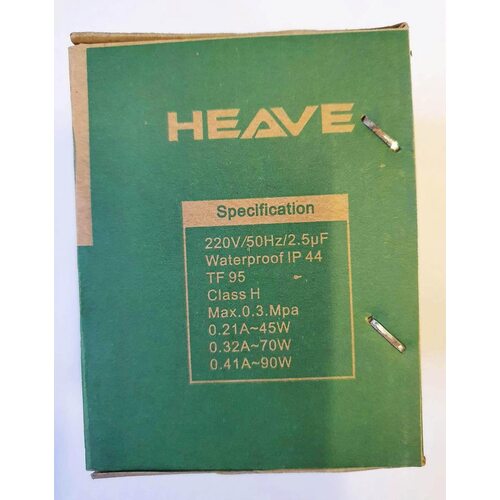 HEAVE
Specification
220V/50Hz/2.5µF
Waterproof IP 44
TF 95
Class H
Max.0.3.Mpa
0.21A~45W
0.32A~70W
0.41A~90W